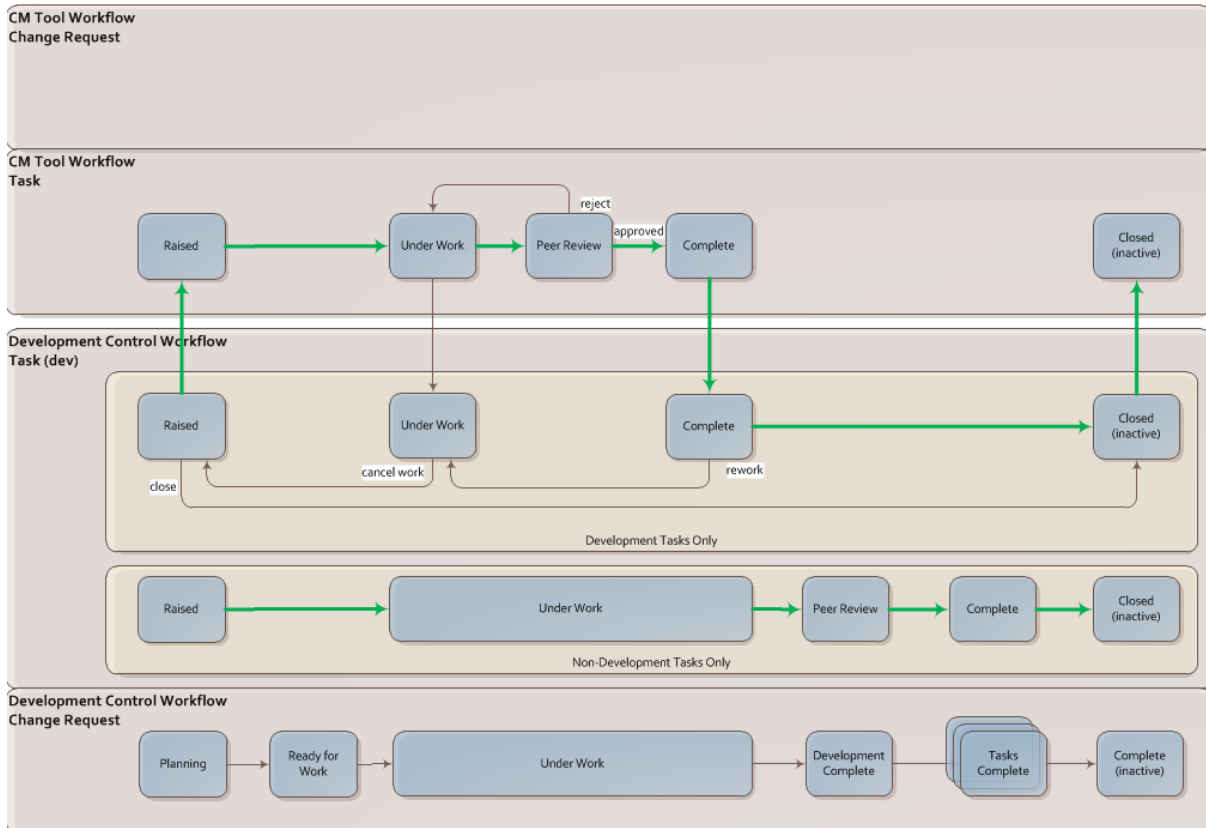 CM Tool Workflow
Change Request
CM Tool Workflow
Task
reject
Raised
Under Work
Peer Review
approved
Complete
Closed
(inactive)
Development Control Workflow
Task (dev)
Raised
Under Work
Complete
Closed
(inactive)
cancel work
rework
close
Development Tasks Only
Raised
Under Work
Peer Review
Complete
Closed
(inactive)
Non-Development Tasks Only
Development Control Workflow
Change Request
Planning
Ready for
Work
Under Work
Development
Complete
Tasks
Complete
Complete
(inactive)